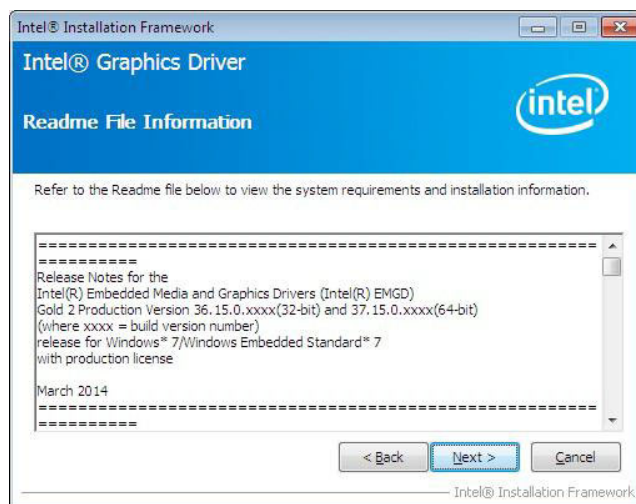 Intel® Installation Framework
Intel® Graphics Driver
Readme File Information
intel
Refer to the Readme file below to view the system requirements and installation information.
==========================================================
==========
Release Notes for the
Intel(R) Embedded Media and Graphics Drivers (Intel(R) EMGD)
Gold 2 Production Version 36.15.0.xxxx(32-bit) and 37.15.0.xxxx(64-bit)
(where xxxx = build version number)
release for Windows* 7/Windows Embedded Standard* 7
with production license
March 2014
==========================================================
==========
< Back
Next >
Cancel
Intel® Installation Framework